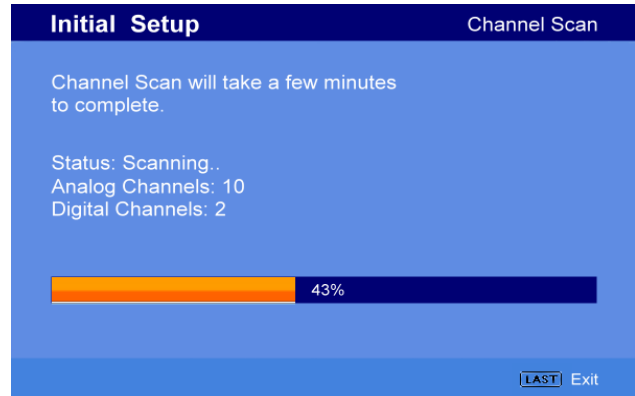 Initial Setup
Channel Scan
Channel Scan will take a few minutes
to complete.
Status: Scanning..
Analog Channels: 10
Digital Channels: 2
43%
LAST Exit